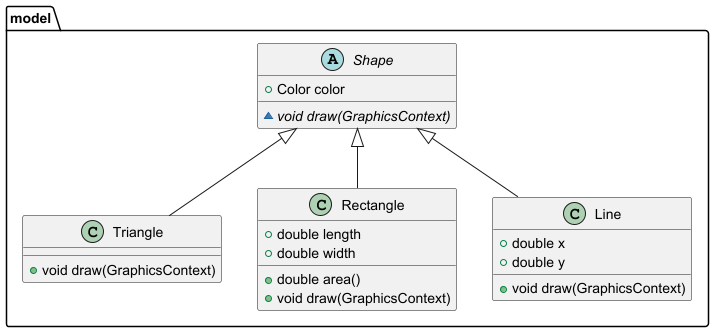 model
A Shape
Color color
void draw(GraphicsContext)
C Triangle
void draw(GraphicsContext)
C Rectangle
double length
double width
double area()
void draw(GraphicsContext)
C Line
double x
double y
void draw(GraphicsContext)